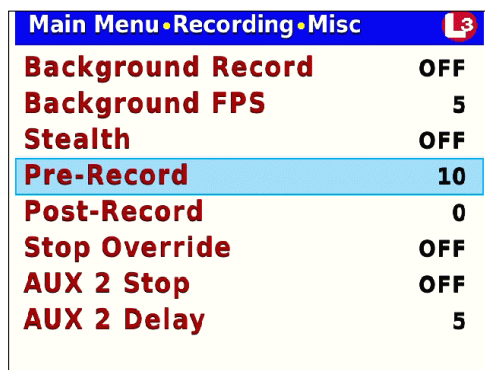 Main Menu•Recording•Misc L3
Background Record OFF
Background FPS 5
Stealth OFF
Pre-Record 10
Post-Record 0
Stop Override OFF
AUX 2 Stop OFF
AUX 2 Delay 5